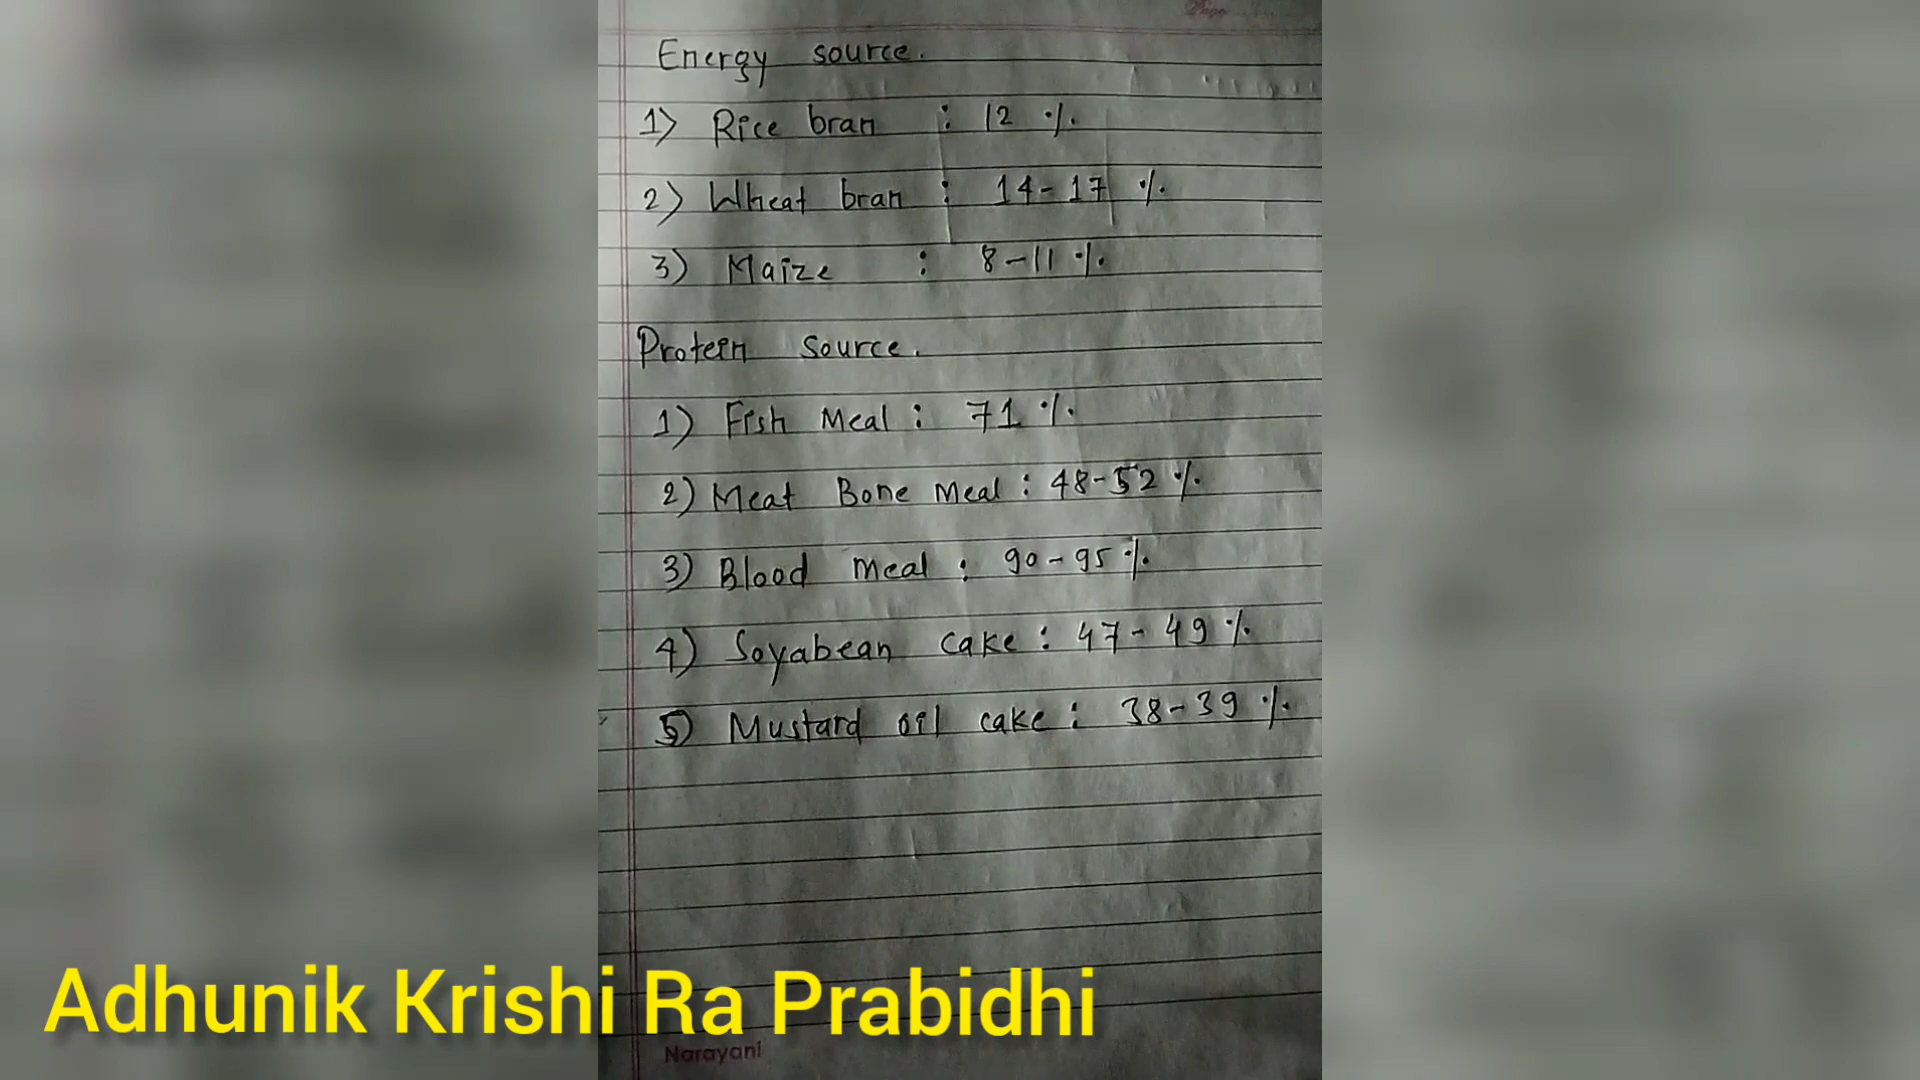 Energy source.
1) Rice bran : 12 %
2) Wheat bran : 14-17 %
3) Maize : 8-11 %
Protein Source.
1) Fish Meal : 71 %
2) Meat Bone Meal : 48-52 %
3) Blood Meal : 90-95 %
4) Soyabean cake : 47-49 %
5) Mustard oil cake : 38-39 %
Adhunik Krishi Ra Prabidhi
Narayani